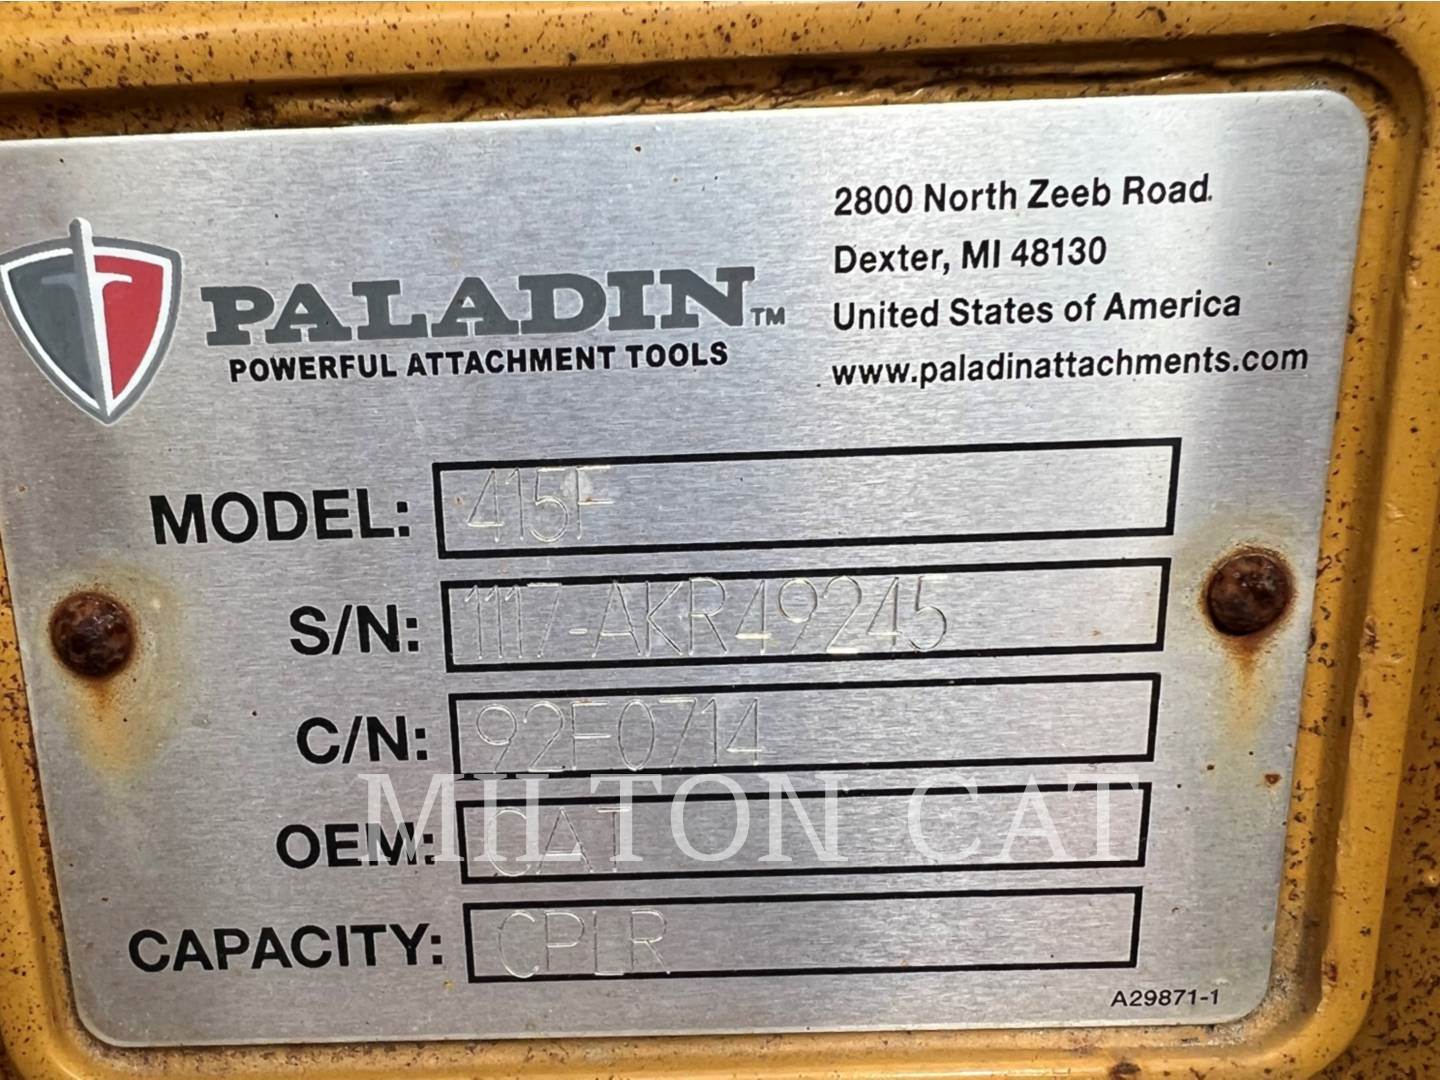 2800 North Zeeb Road.
Dexter, MI 48130
United States of America
www.paladinattachments.com
PALADIN™
POWERFUL ATTACHMENT TOOLS
MODEL: 415F
S/N: 1117-AKR49245
C/N: 92F0714
MILTON CAT
OEM: CAT
CAPACITY: CPLR
A29871-1